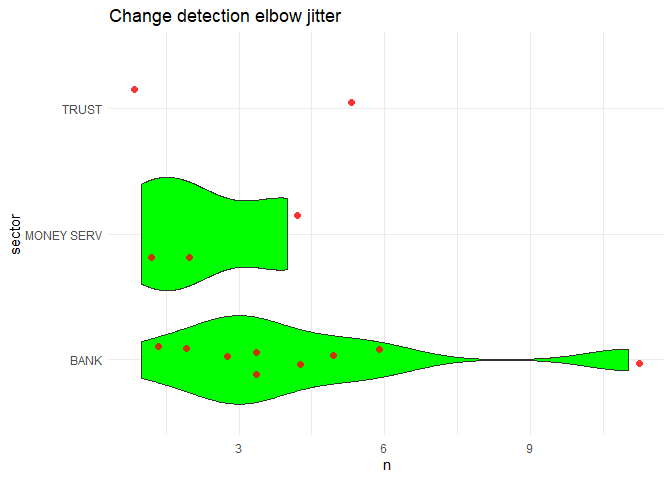 Change detection elbow jitter
TRUST
MONEY SERV
BANK
sector
3 6 9
n